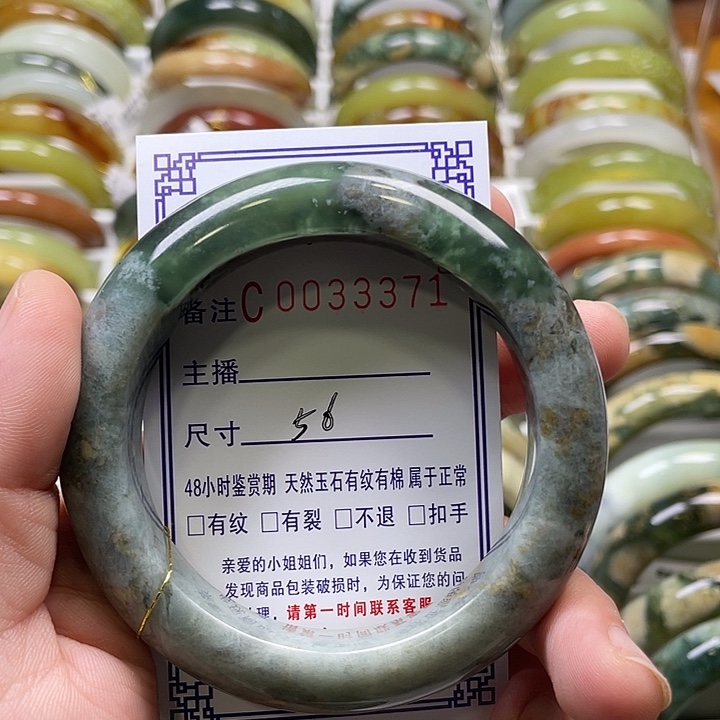 备注C0033371
主播
尺寸 56
48小时鉴赏期 天然玉石有纹有棉 属于正常
□有纹 □有裂 □不退 □扣手
亲爱的小姐姐们，如果您在收到货品
发现商品包装破损时，为保证您的问
理，请第一时间联系客服